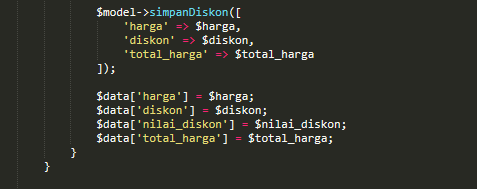 $model->simpanDiskon([
'harga' => $harga,
'diskon' => $diskon,
'total_harga' => $total_harga
]);
$data['harga'] = $harga;
$data['diskon'] = $diskon;
$data['nilai_diskon'] = $nilai_diskon;
$data['total_harga'] = $total_harga;
}
}